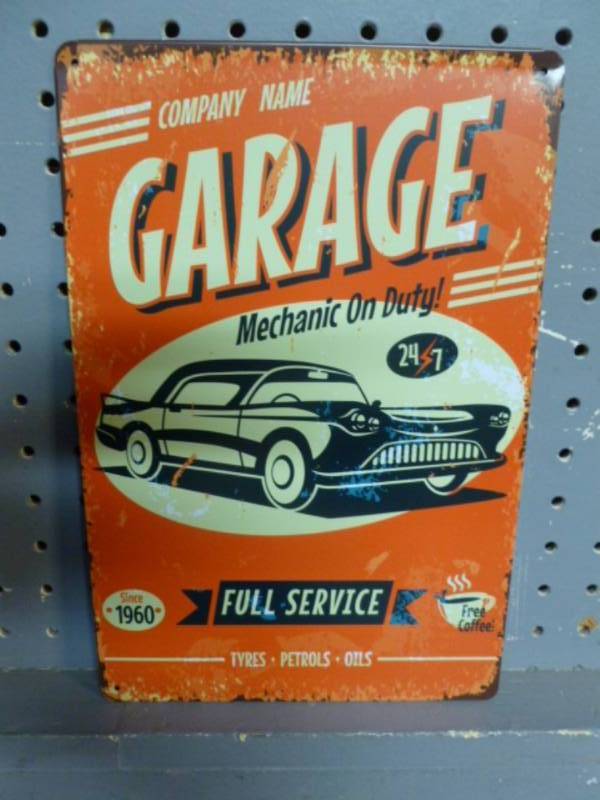 COMPANY NAME
GARAGE
Mechanic On Duty!
24 7
Since
1960
FULL SERVICE
Free
Coffee!
TYRES · PETROLS · OILS